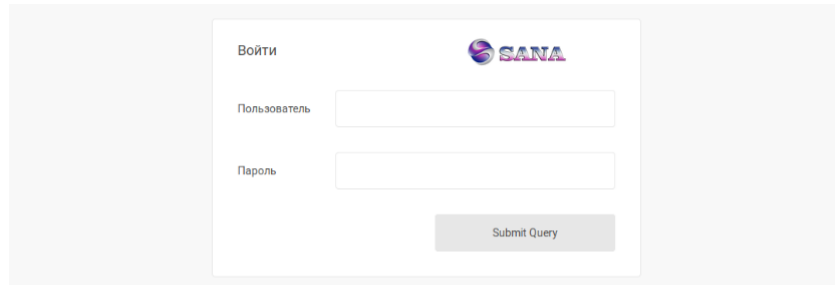 Войти
SANA
Пользователь
Пароль
Submit Query